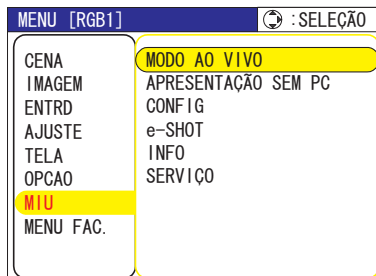 MENU [RGB1] :SELEÇÃO
CENA
IMAGEM
ENTRD
AJUSTE
TELA
OPCAO
MIU
MENU FAC.
MODO AO VIVO
APRESENTAÇÃO SEM PC
CONFIG
e-SHOT
INFO
SERVIÇO